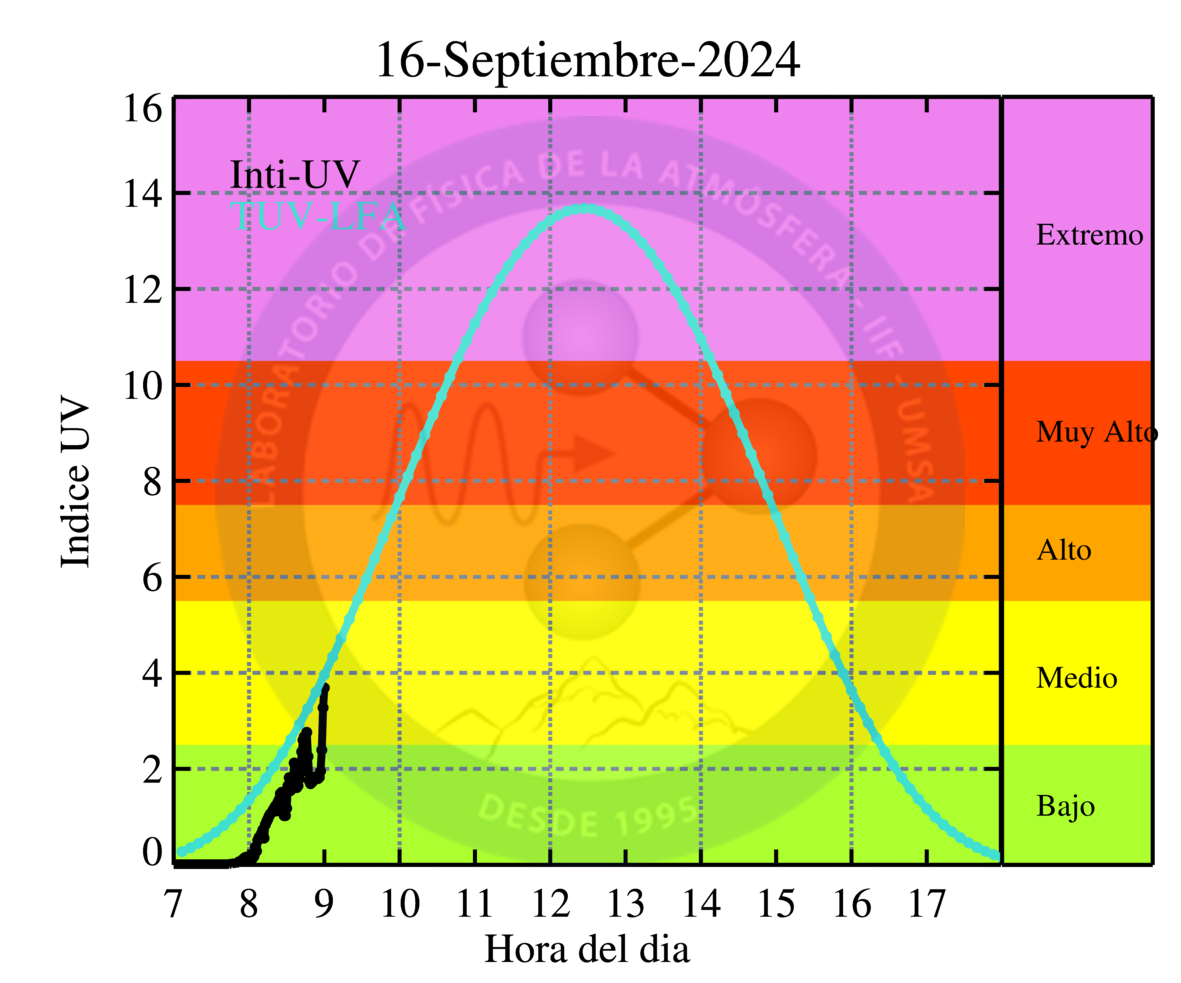 16-Septiembre-2024
Inti-UV
TUV-LFA
LABORATORIO DE FÍSICA DE LA ATMÓSFERA - IIF - UMSA
DESDE 1995
Indice UV
16
14
12
10
8
6
4
2
0
Extremo
Muy Alto
Alto
Medio
Bajo
7 8 9 10 11 12 13 14 15 16 17
Hora del dia